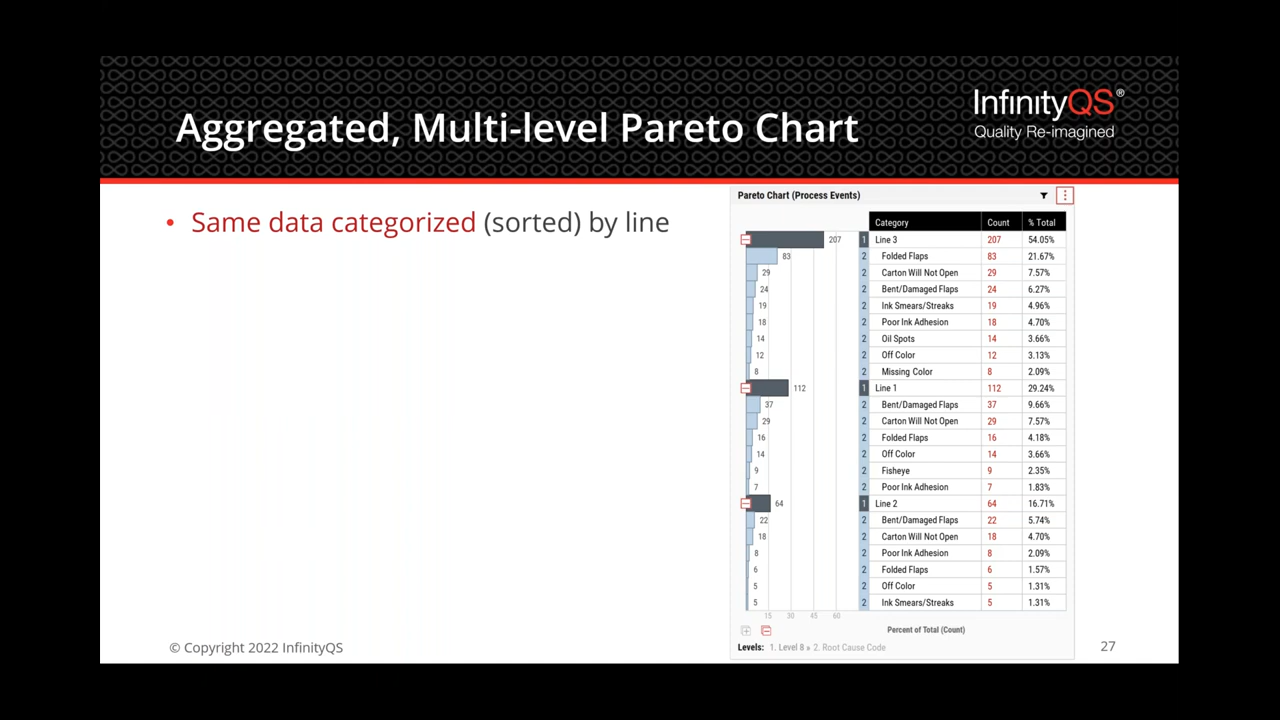 InfinityQS®
Quality Re-imagined
Aggregated, Multi-level Pareto Chart
• Same data categorized (sorted) by line
Pareto Chart (Process Events)
Category Count % Total
207 1 Line 3 207 54.05%
83 2 Folded Flaps 83 21.67%
29 2 Carton Will Not Open 29 7.57%
24 2 Bent/Damaged Flaps 24 6.27%
19 2 Ink Smears/Streaks 19 4.96%
18 2 Poor Ink Adhesion 18 4.70%
14 2 Oil Spots 14 3.66%
12 2 Off Color 12 3.13%
8 2 Missing Color 8 2.09%
112 1 Line 1 112 29.24%
37 2 Bent/Damaged Flaps 37 9.66%
29 2 Carton Will Not Open 29 7.57%
16 2 Folded Flaps 16 4.18%
14 2 Off Color 14 3.66%
9 2 Fisheye 9 2.35%
7 2 Poor Ink Adhesion 7 1.83%
64 1 Line 2 64 16.71%
22 2 Bent/Damaged Flaps 22 5.74%
18 2 Carton Will Not Open 18 4.70%
8 2 Poor Ink Adhesion 8 2.09%
6 2 Folded Flaps 6 1.57%
5 2 Off Color 5 1.31%
5 2 Ink Smears/Streaks 5 1.31%
15 30 45 60
Percent of Total (Count)
Levels: 1. Level 8 » 2. Root Cause Code
© Copyright 2022 InfinityQS
27